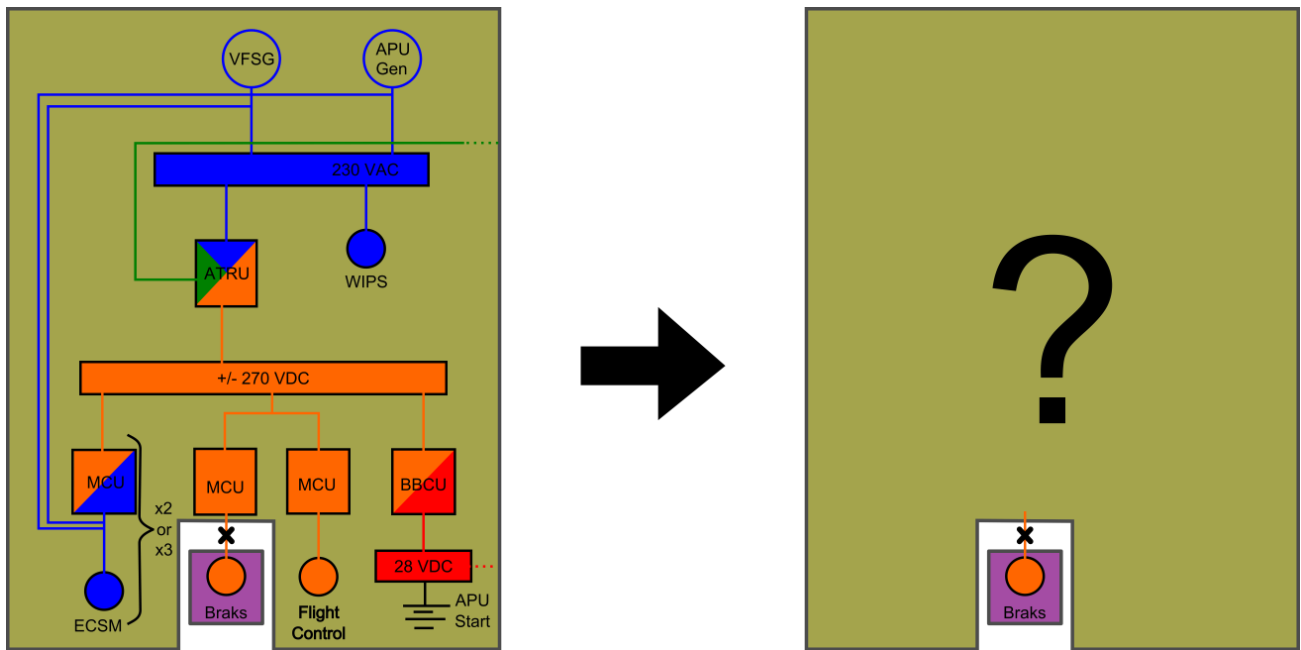 VFSG
APU
Gen
230 VAC
ATRU
WIPS
+/- 270 VDC
MCU
MCU
MCU
BBCU
x2
or
x3
28 VDC
Braks
Flight
Control
APU
Start
ECSM
?
Braks